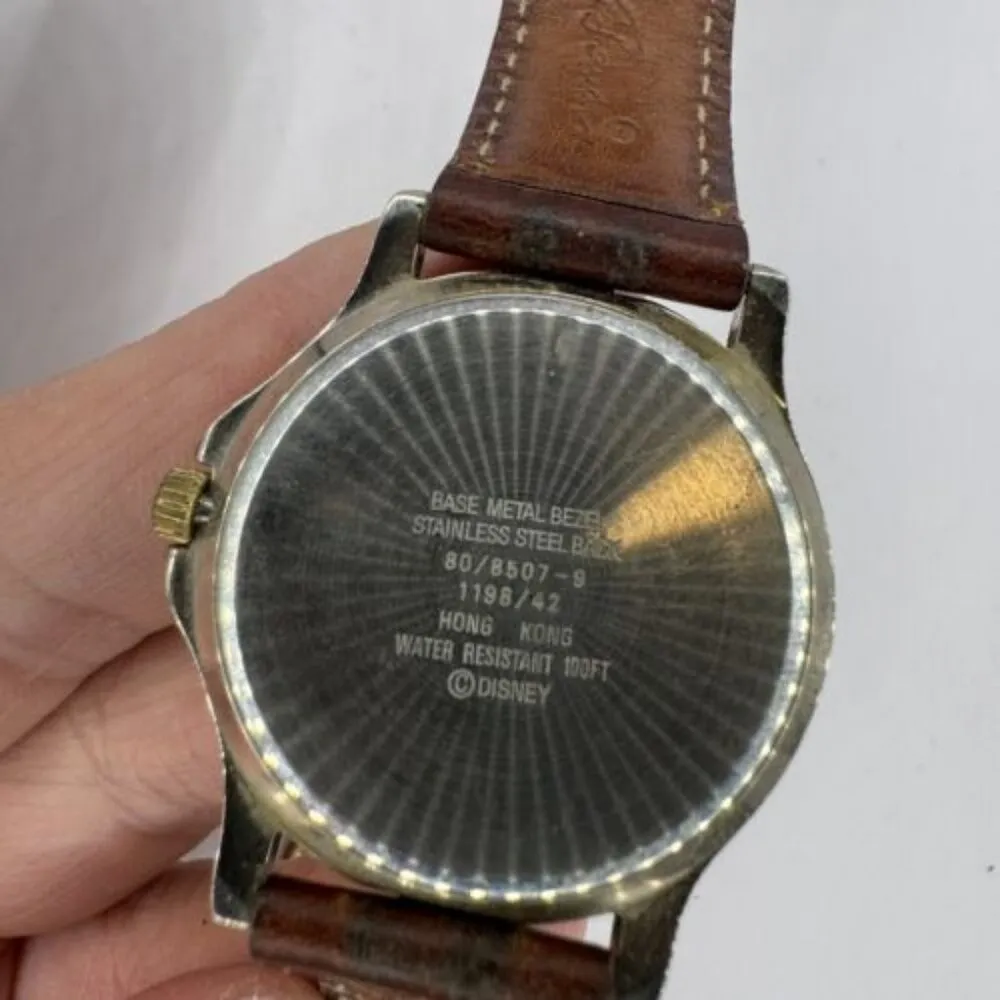 BASE METAL BEZEL
STAINLESS STEEL BACK
80/8507-9
1198/42
HONG KONG
WATER RESISTANT 100FT
©DISNEY